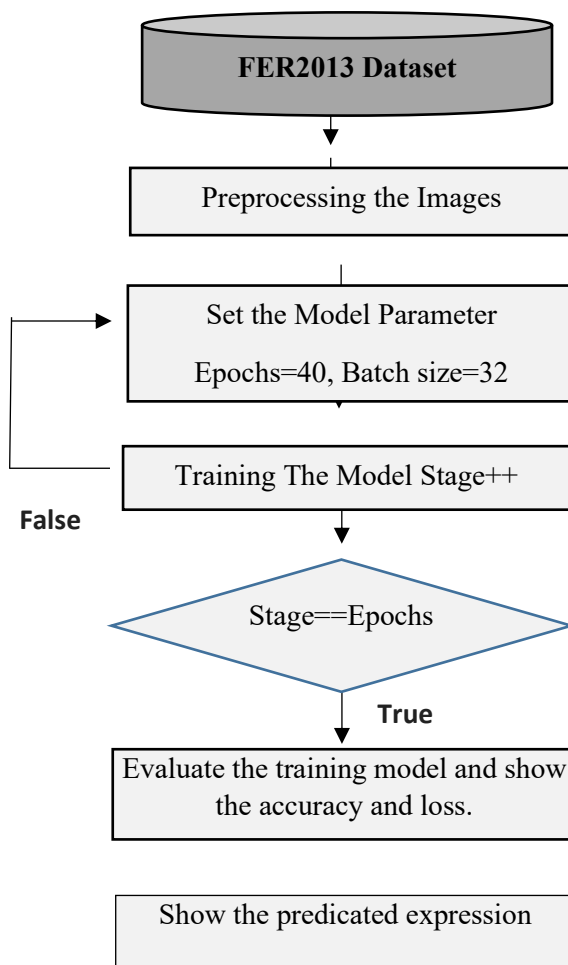 FER2013 Dataset
Preprocessing the Images
Set the Model Parameter
Epochs=40, Batch size=32
Training The Model Stage++
False
Stage==Epochs
True
Evaluate the training model and show
the accuracy and loss.
Show the predicated expression